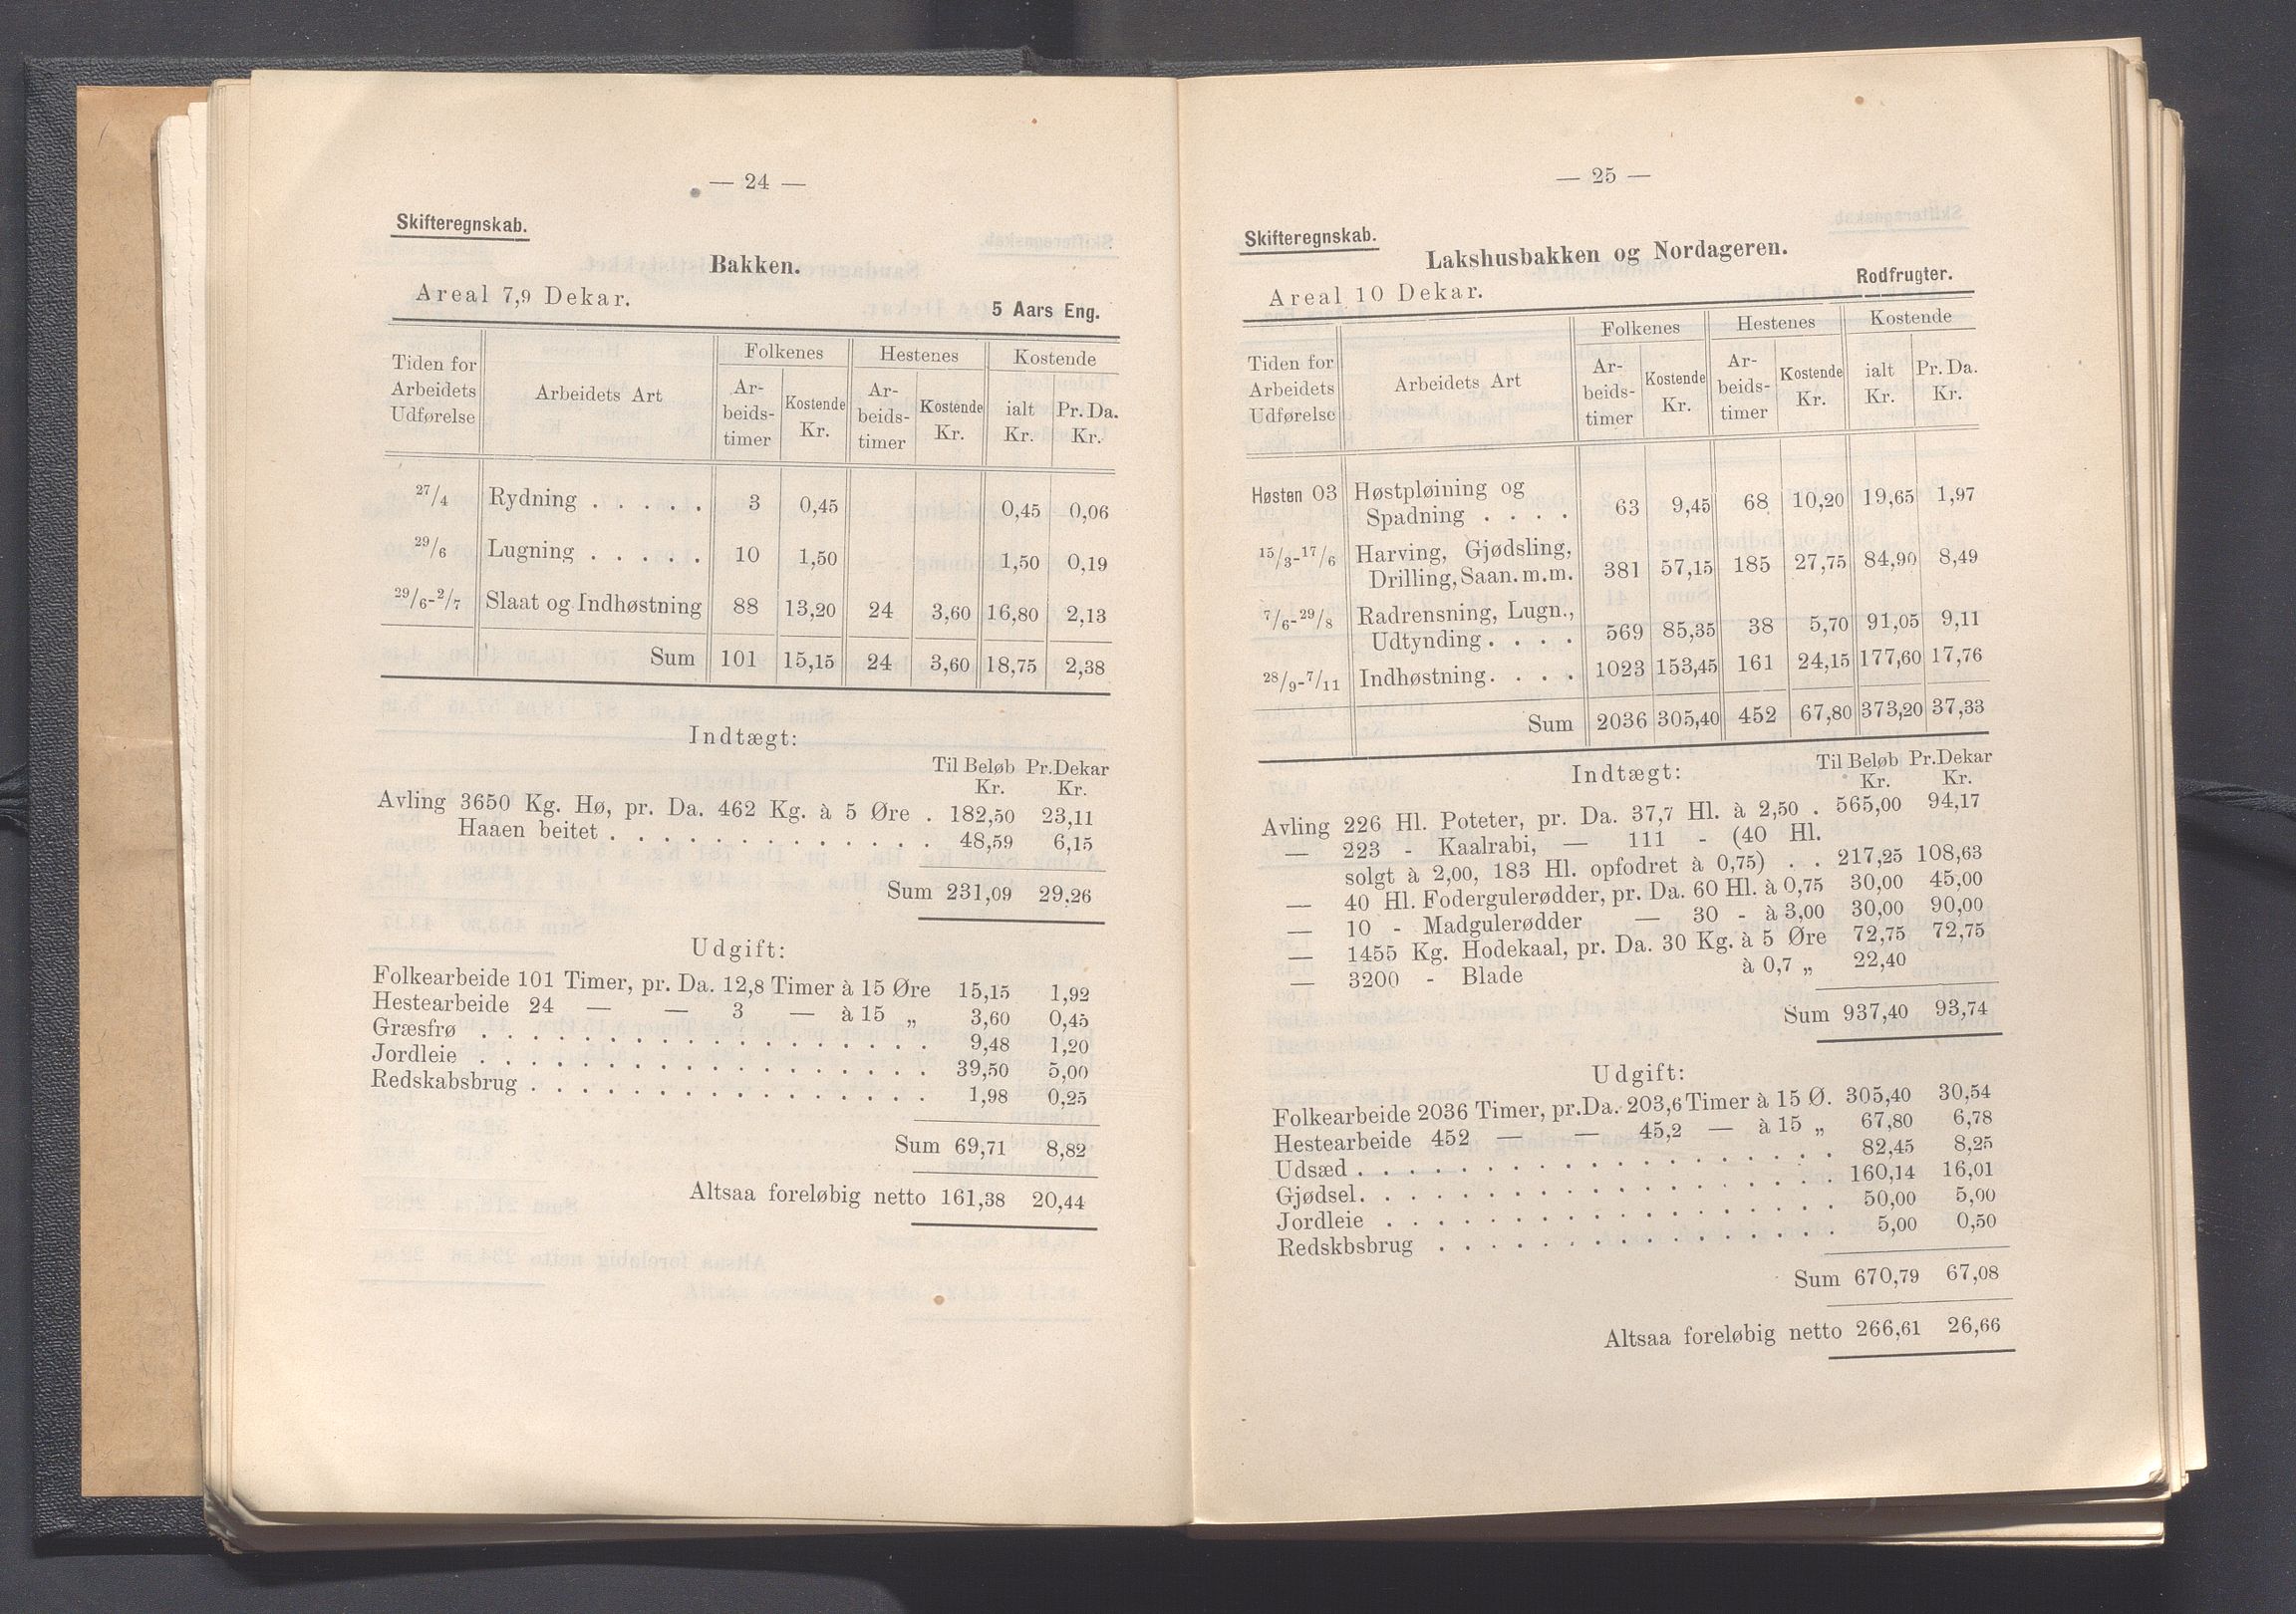 — 24 —
Skifteregnskab.
Bakken.
Areal 7,9 Dekar.
5 Aars Eng.
Tiden for Arbeidets Udførelse | Arbeidets Art | Folkenes | Hestenes | Kostende
Ar-beids-timer | Kostende Kr. | Ar-beids-timer | Kostende Kr. | ialt Kr. | Pr. Da. Kr.
27/4 Rydning . . . . . 3 0,45 0,45 0,06
29/6 Lugning . . . . . 10 1,50 1,50 0,19
29/6-2/7 Slaat og Indhøstning 88 13,20 24 3,60 16,80 2,13
Sum 101 15,15 24 3,60 18,75 2,38
Indtægt:
Til Beløb Pr. Dekar
Kr. Kr.
Avling 3650 Kg. Hø, pr. Da. 462 Kg. à 5 Øre . 182,50 23,11
Haaen beitet . . . . . . . . . . . . . 48,59 6,15
Sum 231,09 29,26
Udgift:
Folkearbeide 101 Timer, pr. Da. 12,8 Timer à 15 Øre 15,15 1,92
Hestearbeide 24 — — 3 — à 15 „ 3,60 0,45
Græsfrø . . . . . . . . . . . . . . . . . . 9,48 1,20
Jordleie . . . . . . . . . . . . . . . . . . 39,50 5,00
Redskabsbrug . . . . . . . . . . . . . . . . 1,98 0,25
Sum 69,71 8,82
Altsaa foreløbig netto 161,38 20,44
— 25 —
Skifteregnskab.
Lakshusbakken og Nordageren.
Areal 10 Dekar.
Rodfrugter.
Tiden for Arbeidets Udførelse | Arbeidets Art | Folkenes | Hestenes | Kostende
Ar-beids-timer | Kostende Kr. | Ar-beids-timer | Kostende Kr. | ialt Kr. | Pr. Da. Kr.
Høsten 03 Høstpløining og
Spadning . . . . 63 9,45 68 10,20 19,65 1,97
15/3-17/6 Harving, Gjødsling,
Drilling, Saan. m.m. 381 57,15 185 27,75 84,90 8,49
7/6-29/8 Radrensning, Lugn.,
Udtynding . . . . 569 85,35 38 5,70 91,05 9,11
28/9-7/11 Indhøstning. . . . 1023 153,45 161 24,15 177,60 17,76
Sum 2036 305,40 452 67,80 373,20 37,33
Indtægt:
Til Beløb Pr. Dekar
Kr. Kr.
Avling 226 Hl. Poteter, pr. Da. 37,7 Hl. à 2,50 . 565,00 94,17
— 223 - Kaalrabi, — 111 - (40 Hl.
solgt à 2,00, 183 Hl. opfodret à 0,75) . . 217,25 108,63
— 40 Hl. Fodergulerødder, pr. Da. 60 Hl. à 0,75 30,00 45,00
— 10 - Madgulerødder — 30 - à 3,00 30,00 90,00
— 1455 Kg. Hodekaal, pr. Da. 30 Kg. à 5 Øre 72,75 72,75
— 3200 - Blade à 0,7 „ 22,40
Sum 937,40 93,74
Udgift:
Folkearbeide 2036 Timer, pr. Da. 203,6 Timer à 15 Ø. 305,40 30,54
Hestearbeide 452 — — 45,2 — à 15 „ 67,80 6,78
Udsæd . . . . . . . . . . . . . . . . . . 82,45 8,25
Gjødsel. . . . . . . . . . . . . . . . . . 160,14 16,01
Jordleie . . . . . . . . . . . . . . . . . 50,00 5,00
Redskbsbrug . . . . . . . . . . . . . . . 5,00 0,50
Sum 670,79 67,08
Altsaa foreløbig netto 266,61 26,66